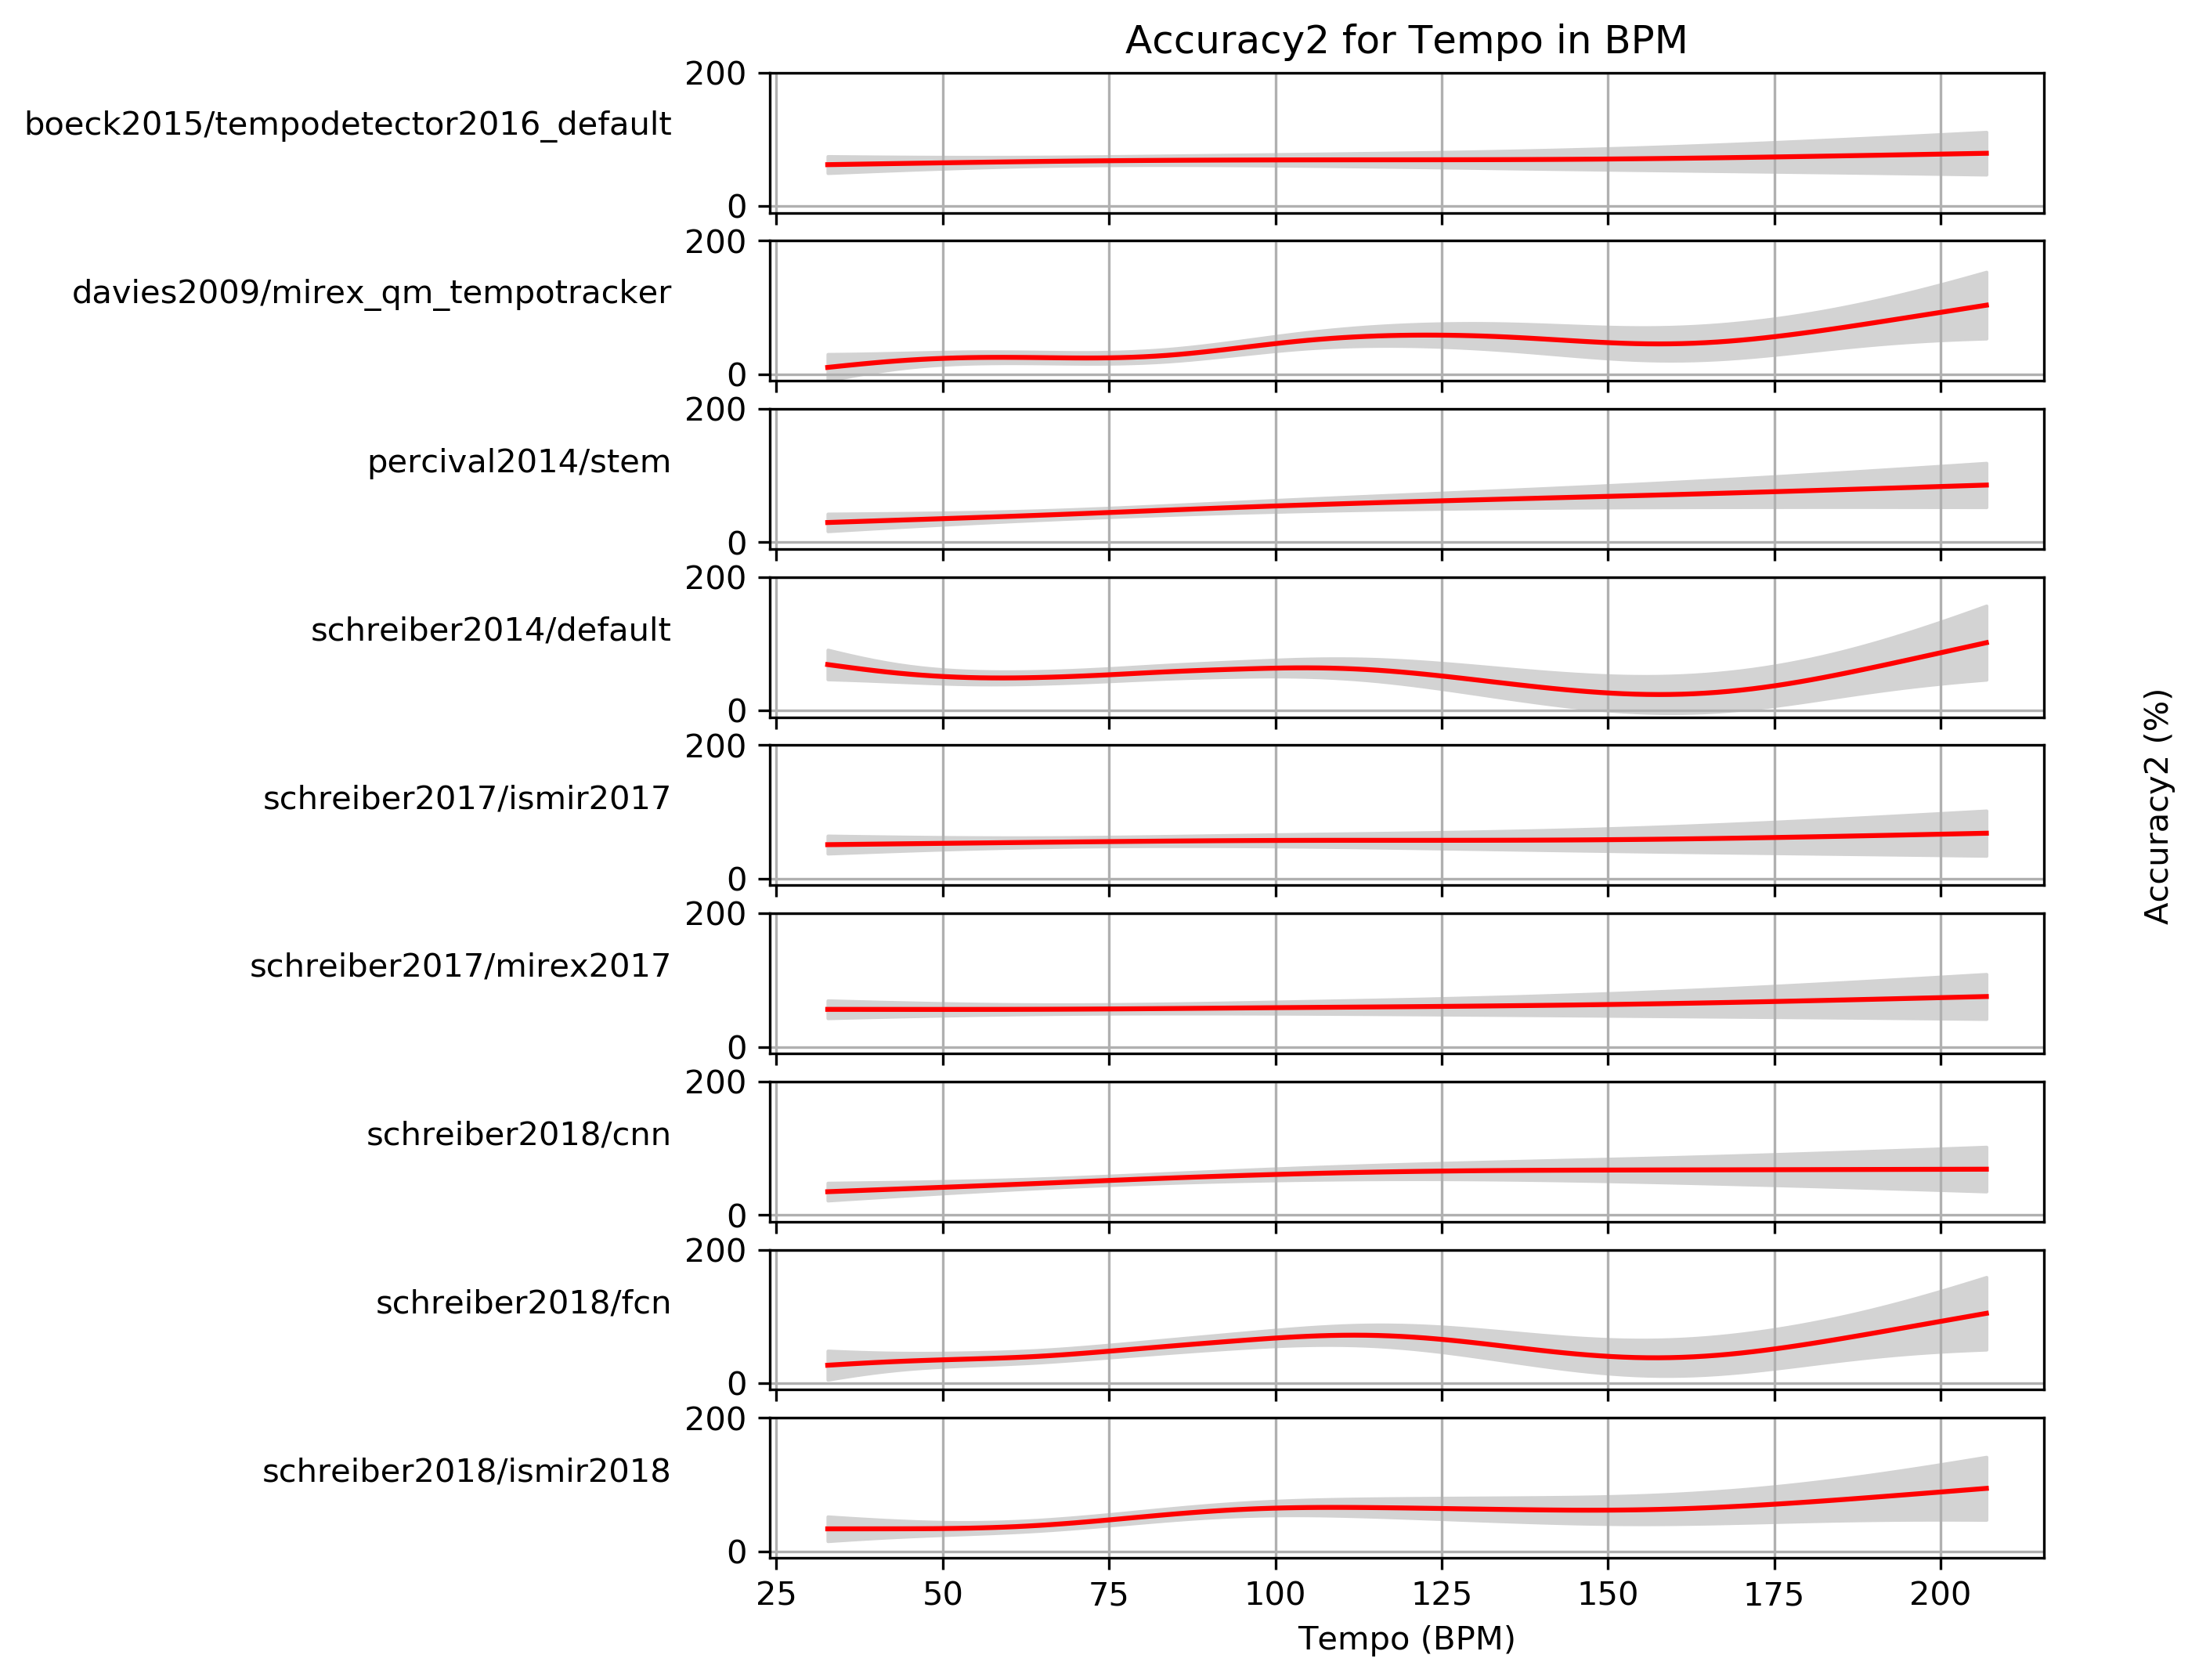 Accuracy2 for Tempo in BPM
200
boeck2015/tempodetector2016_default
0
200
davies2009/mirex_qm_tempotracker
0
200
percival2014/stem
0
200
schreiber2014/default
0
200
schreiber2017/ismir2017
0
200
schreiber2017/mirex2017
0
200
schreiber2018/cnn
0
200
schreiber2018/fcn
0
200
schreiber2018/ismir2018
0
25 50 75 100 125 150 175 200
Tempo (BPM)
Accuracy2 (%)